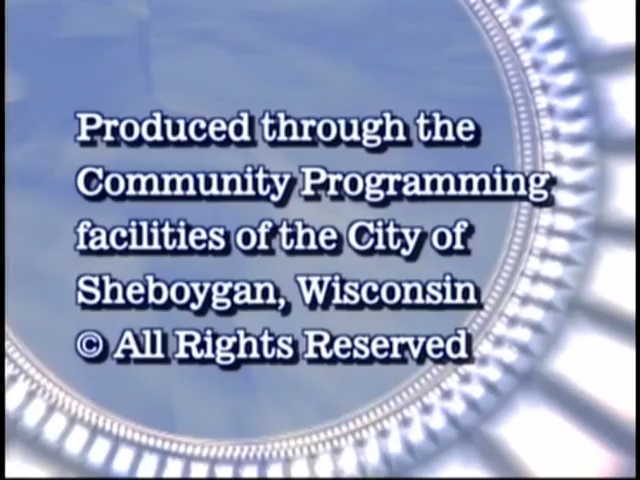 Produced through the
Community Programming
facilities of the City of
Sheboygan, Wisconsin
© All Rights Reserved